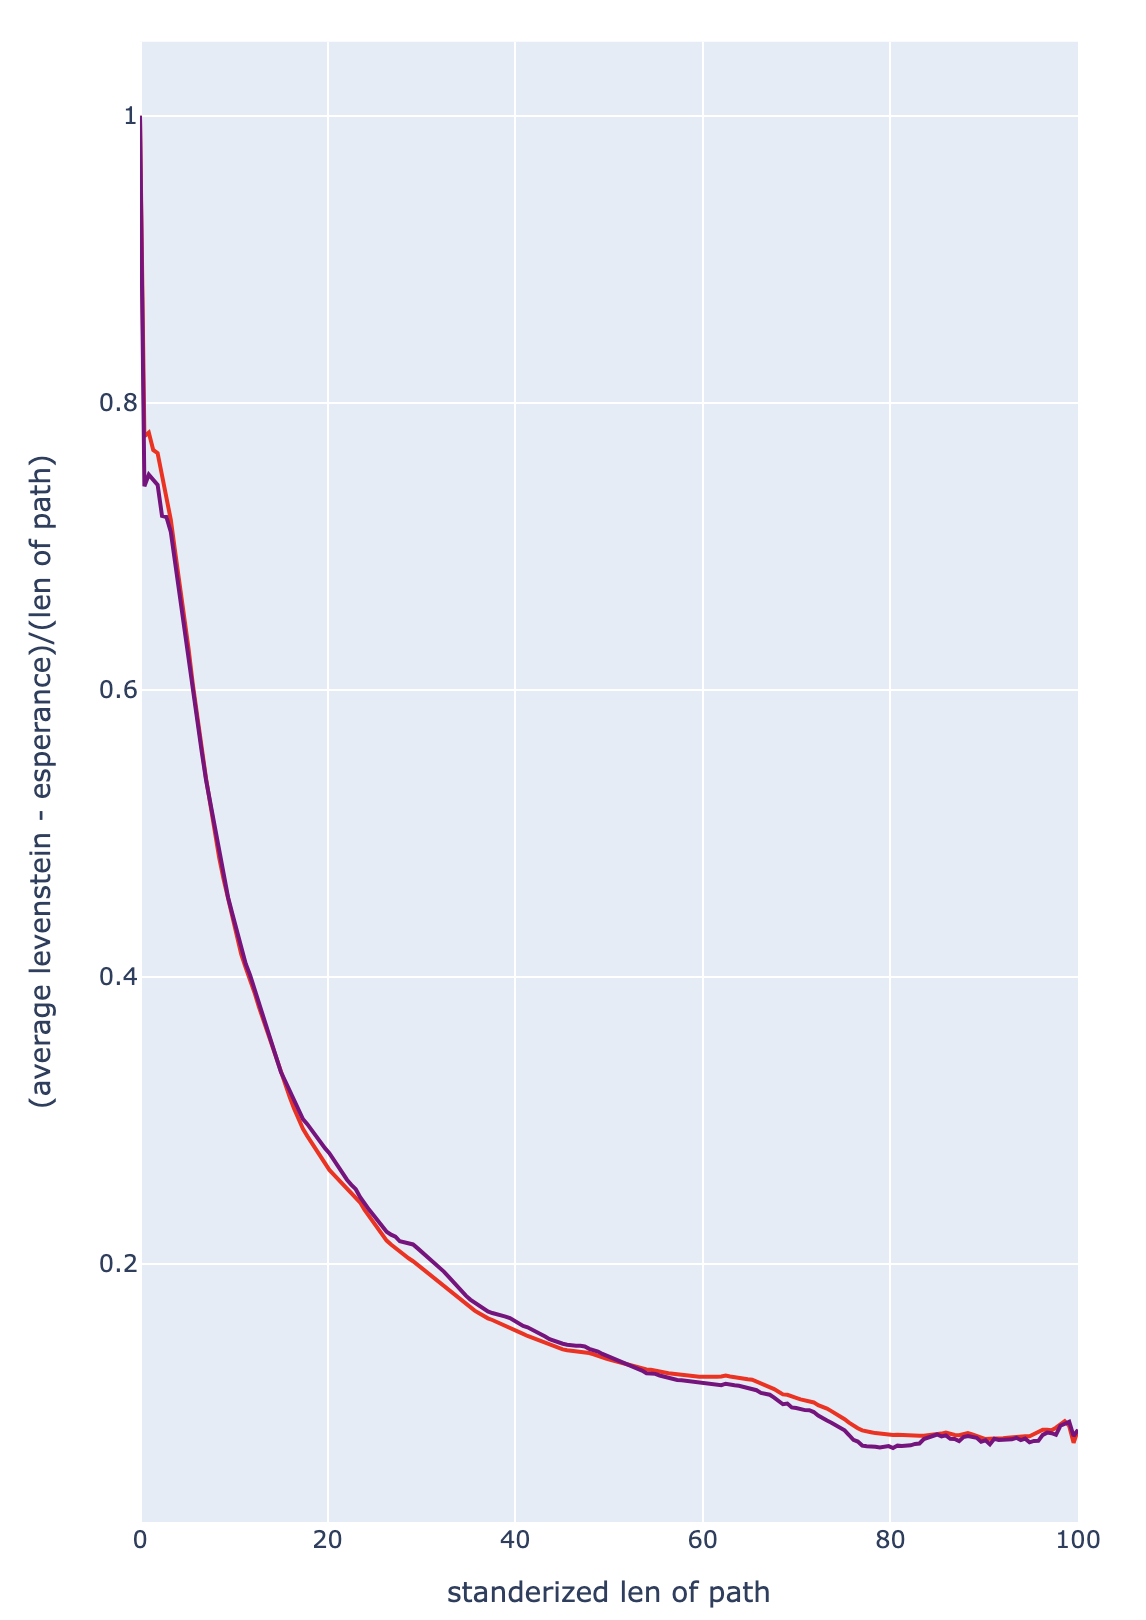 1
0.8
0.6
0.4
0.2
(average levenstein - esperance)/(len of path)
0 20 40 60 80 100
standerized len of path